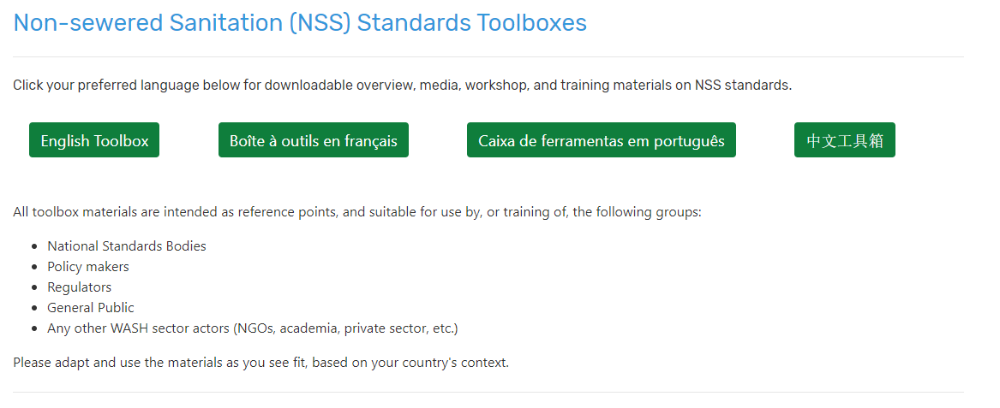 Non-sewered Sanitation (NSS) Standards Toolboxes
Click your preferred language below for downloadable overview, media, workshop, and training materials on NSS standards.
English Toolbox
Boîte à outils en français
Caixa de ferramentas em português
中文工具箱
All toolbox materials are intended as reference points, and suitable for use by, or training of, the following groups:
National Standards Bodies
Policy makers
Regulators
General Public
Any other WASH sector actors (NGOs, academia, private sector, etc.)
Please adapt and use the materials as you see fit, based on your country's context.